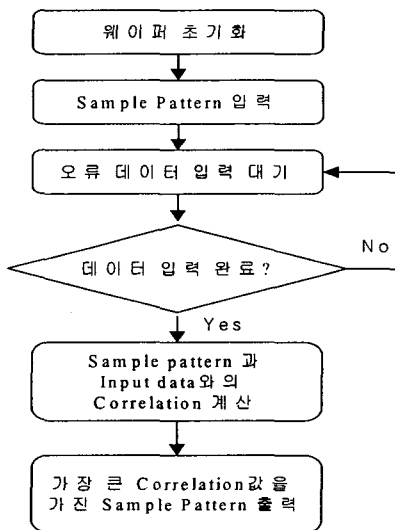 웨이퍼 초기화
Sample Pattern 입력
오류 데이터 입력 대기
데이터 입력 완료?
No
Yes
Sample pattern 과
Input data와의
Correlation 계산
가장 큰 Correlation값을
가진 Sample Pattern 출력